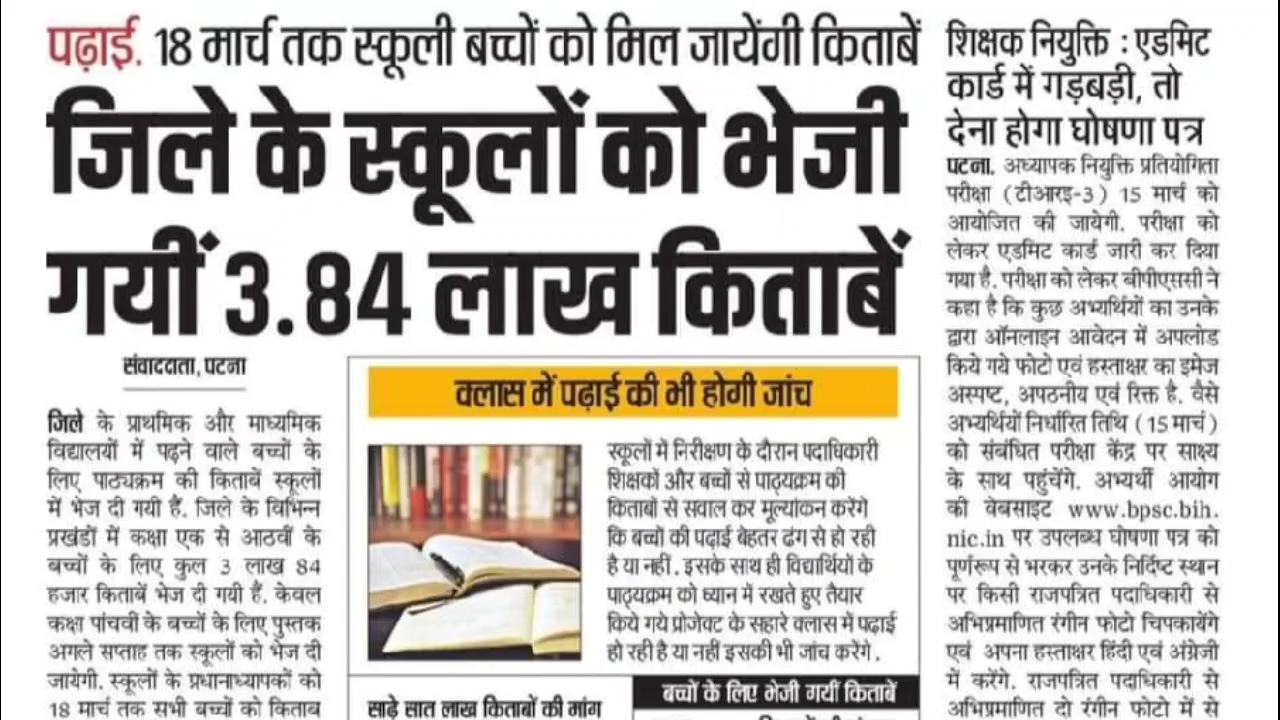 पढ़ाई. 18 मार्च तक स्कूली बच्चों को मिल जायेंगी किताबें
जिले के स्कूलों को भेजी
गयीं 3.84 लाख किताबें
संवाददाता, पटना
जिले के प्राथमिक और माध्यमिक
विद्यालयों में पढ़ने वाले बच्चों के
लिए पाठ्यक्रम की किताबें स्कूलों
में भेज दी गयी हैं. जिले के विभिन्न
प्रखंडों में कक्षा एक से आठवीं के
बच्चों के लिए कुल 3 लाख 84
हजार किताबें भेज दी गयी हैं. केवल
कक्षा पांचवीं के बच्चों के लिए पुस्तक
अगले सप्ताह तक स्कूलों को भेज दी
जायेगी. स्कूलों के प्रधानाध्यापकों को
18 मार्च तक सभी बच्चों को किताब
क्लास में पढ़ाई की भी होगी जांच
स्कूलों में निरीक्षण के दौरान पदाधिकारी
शिक्षकों और बच्चों से पाठ्यक्रम की
किताबों से सवाल कर मूल्यांकन करेंगे
कि बच्चों की पढ़ाई बेहतर ढंग से हो रही
है या नहीं. इसके साथ ही विद्यार्थियों के
पाठ्यक्रम को ध्यान में रखते हुए तैयार
किये गये प्रोजेक्ट के सहारे क्लास में पढ़ाई
हो रही है या नहीं इसकी भी जांच करेंगे.
साढ़े सात लाख किताबों की मांग
बच्चों के लिए भेजी गयीं किताबें
शिक्षक नियुक्ति : एडमिट
कार्ड में गड़बड़ी, तो
देना होगा घोषणा पत्र
पटना. अध्यापक नियुक्ति प्रतियोगिता
परीक्षा (टीआरइ-3) 15 मार्च को
आयोजित की जायेगी. परीक्षा को
लेकर एडमिट कार्ड जारी कर दिया
गया है. परीक्षा को लेकर बीपीएससी ने
कहा है कि कुछ अभ्यर्थियों का उनके
द्वारा ऑनलाइन आवेदन में अपलोड
किये गये फोटो एवं हस्ताक्षर का इमेज
अस्पष्ट, अपठनीय एवं रिक्त है. वैसे
अभ्यर्थियों निर्धारित तिथि (15 मार्च)
को संबंधित परीक्षा केंद्र पर साक्ष्य
के साथ पहुंचेंगे. अभ्यर्थी आयोग
की वेबसाइट www.bpsc.bih.
nic.in पर उपलब्ध घोषणा पत्र को
पूर्णरूप से भरकर उनके निर्दिष्ट स्थान
पर किसी राजपत्रित पदाधिकारी से
अभिप्रमाणित रंगीन फोटो चिपकायेंगे
एवं अपना हस्ताक्षर हिंदी एवं अंग्रेजी
में करेंगे. राजपत्रित पदाधिकारी से
अभिप्रमाणित दो रंगीन फोटो में से